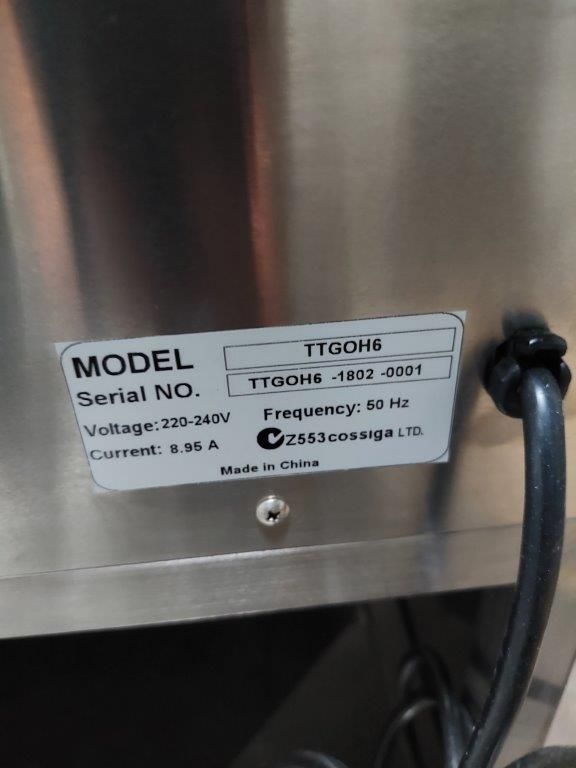 MODEL TTGOH6
Serial NO. TTGOH6 -1802 -0001
Voltage: 220-240V Frequency: 50 Hz
Current: 8.95 A Z553cossiga LTD.
Made in China